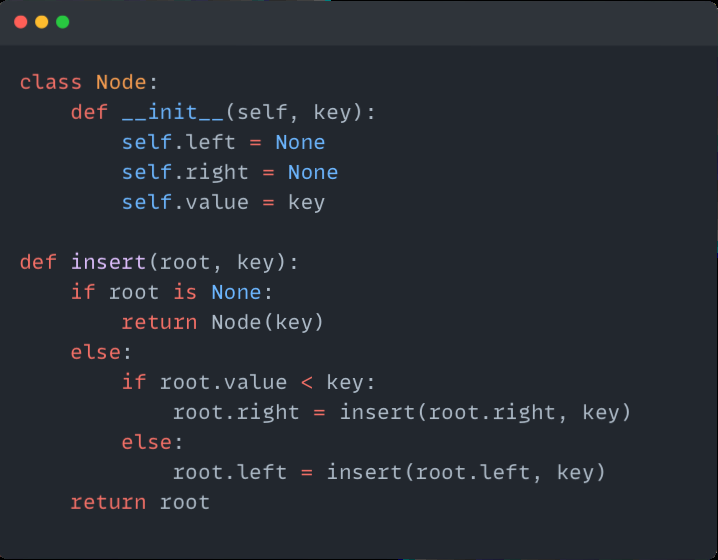 class Node:
    def __init__(self, key):
        self.left = None
        self.right = None
        self.value = key

def insert(root, key):
    if root is None:
        return Node(key)
    else:
        if root.value < key:
            root.right = insert(root.right, key)
        else:
            root.left = insert(root.left, key)
    return root